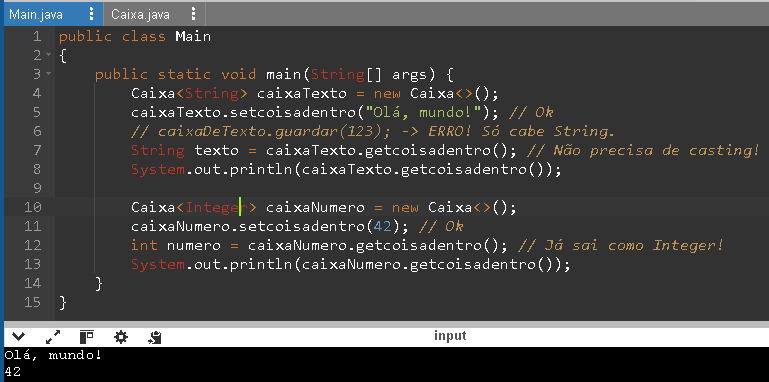 Main.java ⋮ Caixa.java ⋮
1 public class Main
2 {
3 public static void main(String[] args) {
4 Caixa<String> caixaTexto = new Caixa<>();
5 caixaTexto.setcoisadentro("Olá, mundo!"); // Ok
6 // caixaDeTexto.guardar(123); -> ERRO! Só cabe String.
7 String texto = caixaTexto.getcoisadentro(); // Não precisa de casting!
8 System.out.println(caixaTexto.getcoisadentro());
9
10 Caixa<Integer> caixaNumero = new Caixa<>();
11 caixaNumero.setcoisadentro(42); // Ok
12 int numero = caixaNumero.getcoisadentro(); // Já sai como Integer!
13 System.out.println(caixaNumero.getcoisadentro());
14 }
15 }
input
Olá, mundo!
42